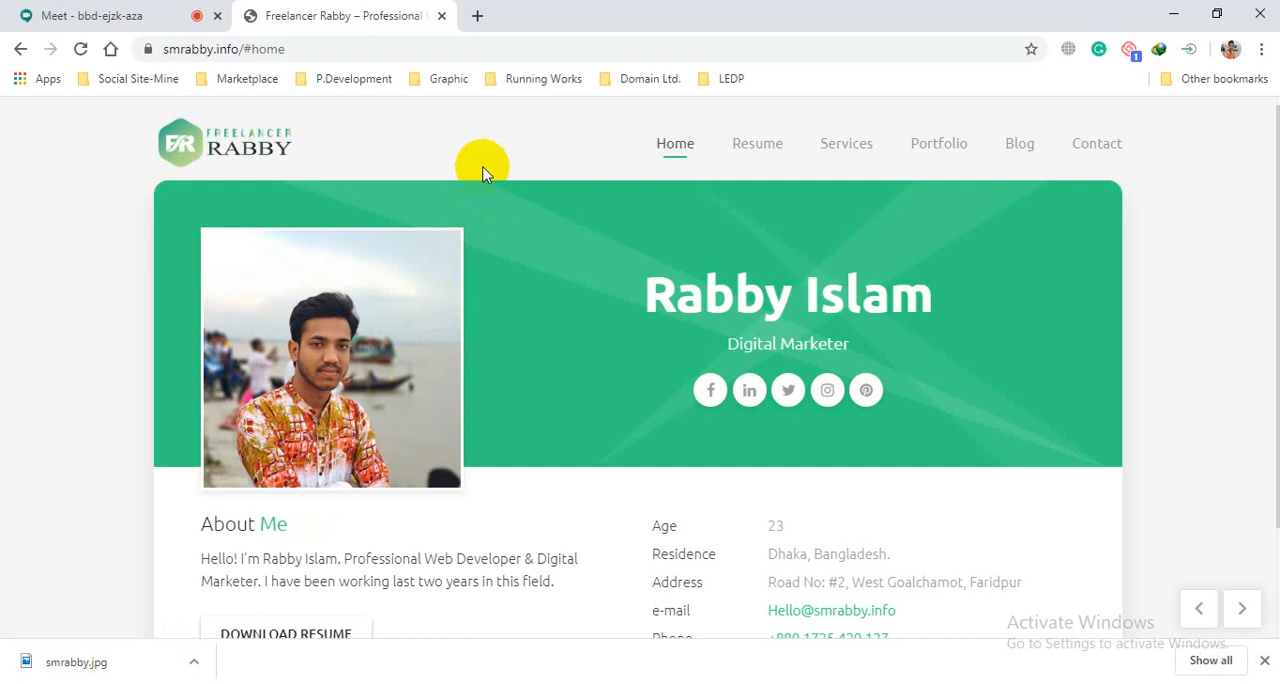 Meet - bbd-ejzk-aza
Freelancer Rabby – Professional
smrabby.info/#home
1
Apps Social Site-Mine Marketplace P.Development Graphic Running Works Domain Ltd. LEDP Other bookmarks
FR FREELANCER
RABBY
Home Resume Services Portfolio Blog Contact
Rabby Islam
Digital Marketer
About Me
Hello! I'm Rabby Islam. Professional Web Developer & Digital
Marketer. I have been working last two years in this field.
DOWNLOAD RESUME
Age 23
Residence Dhaka, Bangladesh.
Address Road No: #2, West Goalchamot, Faridpur
e-mail Hello@smrabby.info
Phone
Activate Windows
Go to Settings to activate Windows.
smrabby.jpg
Show all